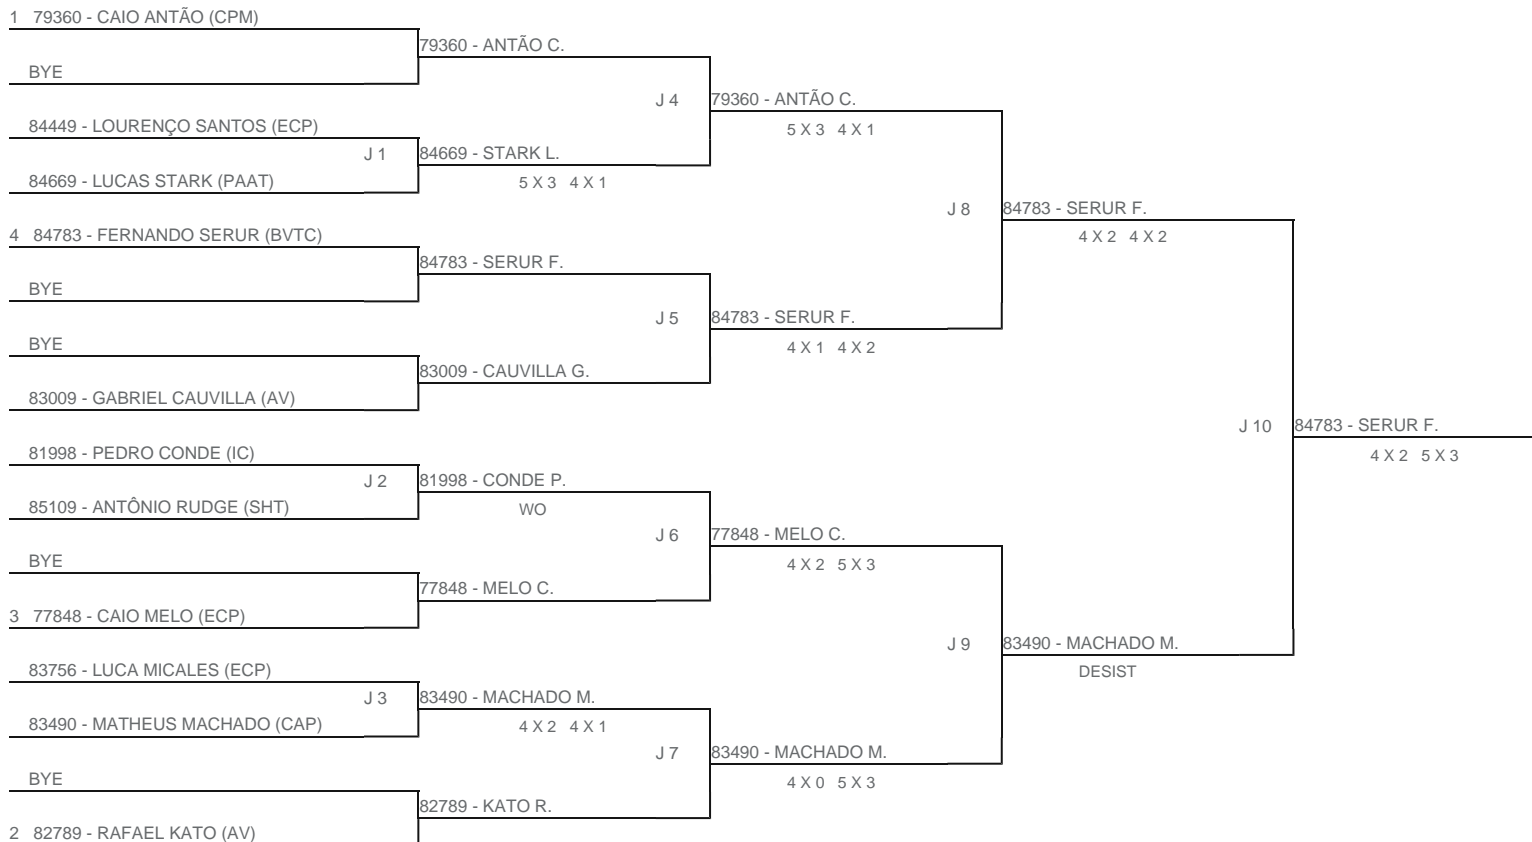 1 79360 - CAIO ANTÃO (CPM)
79360 - ANTÃO C.
BYE
J 4
79360 - ANTÃO C.
5 X 3 4 X 1
84449 - LOURENÇO SANTOS (ECP)
J 1
84669 - STARK L.
5 X 3 4 X 1
84669 - LUCAS STARK (PAAT)
J 8
84783 - SERUR F.
4 X 2 4 X 2
4 84783 - FERNANDO SERUR (BVTC)
84783 - SERUR F.
BYE
J 5
84783 - SERUR F.
4 X 1 4 X 2
BYE
83009 - CAUVILLA G.
83009 - GABRIEL CAUVILLA (AV)
J 10
84783 - SERUR F.
4 X 2 5 X 3
81998 - PEDRO CONDE (IC)
J 2
81998 - CONDE P.
WO
85109 - ANTÔNIO RUDGE (SHT)
J 6
77848 - MELO C.
4 X 2 5 X 3
BYE
77848 - MELO C.
3 77848 - CAIO MELO (ECP)
J 9
83490 - MACHADO M.
DESIST
83756 - LUCA MICALES (ECP)
J 3
83490 - MACHADO M.
4 X 2 4 X 1
83490 - MATHEUS MACHADO (CAP)
J 7
83490 - MACHADO M.
4 X 0 5 X 3
BYE
82789 - KATO R.
2 82789 - RAFAEL KATO (AV)